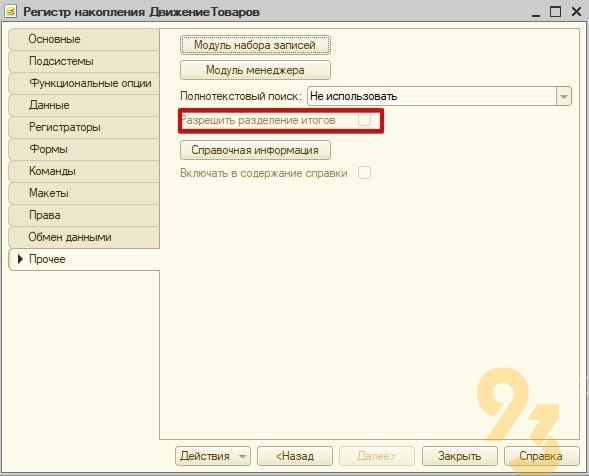 Регистр накопления ДвижениеТоваров
Основные
Подсистемы
Функциональные опции
Данные
Регистраторы
Формы
Команды
Макеты
Права
Обмен данными
Прочее
Модуль набора записей
Модуль менеджера
Полнотекстовый поиск: Не использовать
Разрешить разделение итогов
Справочная информация
Включать в содержание справки
Действия
<Назад
Далее>
Закрыть
Справка